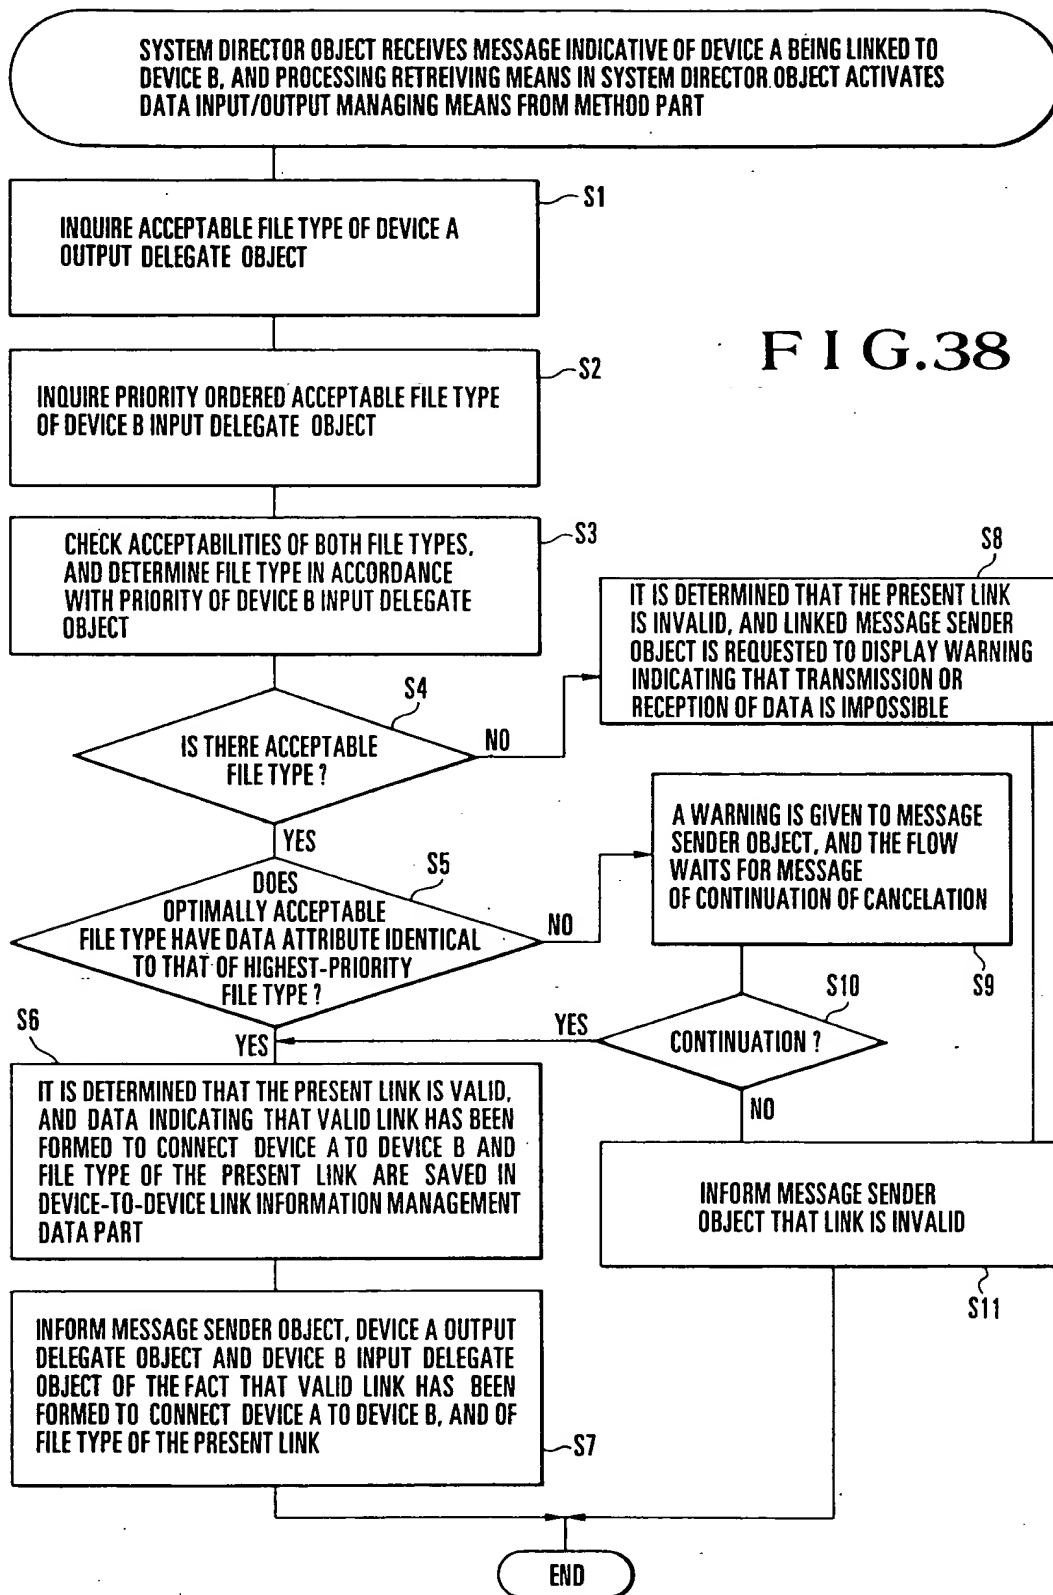 SYSTEM DIRECTOR OBJECT RECEIVES MESSAGE INDICATIVE OF DEVICE A BEING LINKED TO
DEVICE B, AND PROCESSING RETREIVING MEANS IN SYSTEM DIRECTOR OBJECT ACTIVATES
DATA INPUT/OUTPUT MANAGING MEANS FROM METHOD PART
S1
INQUIRE ACCEPTABLE FILE TYPE OF DEVICE A
OUTPUT DELEGATE OBJECT
FIG.38
S2
INQUIRE PRIORITY ORDERED ACCEPTABLE FILE TYPE
OF DEVICE B INPUT DELEGATE OBJECT
S3
CHECK ACCEPTABILITIES OF BOTH FILE TYPES,
AND DETERMINE FILE TYPE IN ACCORDANCE
WITH PRIORITY OF DEVICE B INPUT DELEGATE
OBJECT
S8
IT IS DETERMINED THAT THE PRESENT LINK
IS INVALID, AND LINKED MESSAGE SENDER
OBJECT IS REQUESTED TO DISPLAY WARNING
INDICATING THAT TRANSMISSION OR
RECEPTION OF DATA IS IMPOSSIBLE
S4
IS THERE ACCEPTABLE
FILE TYPE ?
NO
YES
S5
DOES
OPTIMALLY ACCEPTABLE
FILE TYPE HAVE DATA ATTRIBUTE IDENTICAL
TO THAT OF HIGHEST-PRIORITY
FILE TYPE ?
NO
YES
A WARNING IS GIVEN TO MESSAGE
SENDER OBJECT, AND THE FLOW
WAITS FOR MESSAGE
OF CONTINUATION OF CANCELATION
S9
S10
CONTINUATION ?
YES
NO
S6
IT IS DETERMINED THAT THE PRESENT LINK IS VALID,
AND DATA INDICATING THAT VALID LINK HAS BEEN
FORMED TO CONNECT DEVICE A TO DEVICE B AND
FILE TYPE OF THE PRESENT LINK ARE SAVED IN
DEVICE-TO-DEVICE LINK INFORMATION MANAGEMENT
DATA PART
INFORM MESSAGE SENDER
OBJECT THAT LINK IS INVALID
S11
INFORM MESSAGE SENDER OBJECT, DEVICE A OUTPUT
DELEGATE OBJECT AND DEVICE B INPUT DELEGATE
OBJECT OF THE FACT THAT VALID LINK HAS BEEN
FORMED TO CONNECT DEVICE A TO DEVICE B, AND OF
FILE TYPE OF THE PRESENT LINK
S7
END